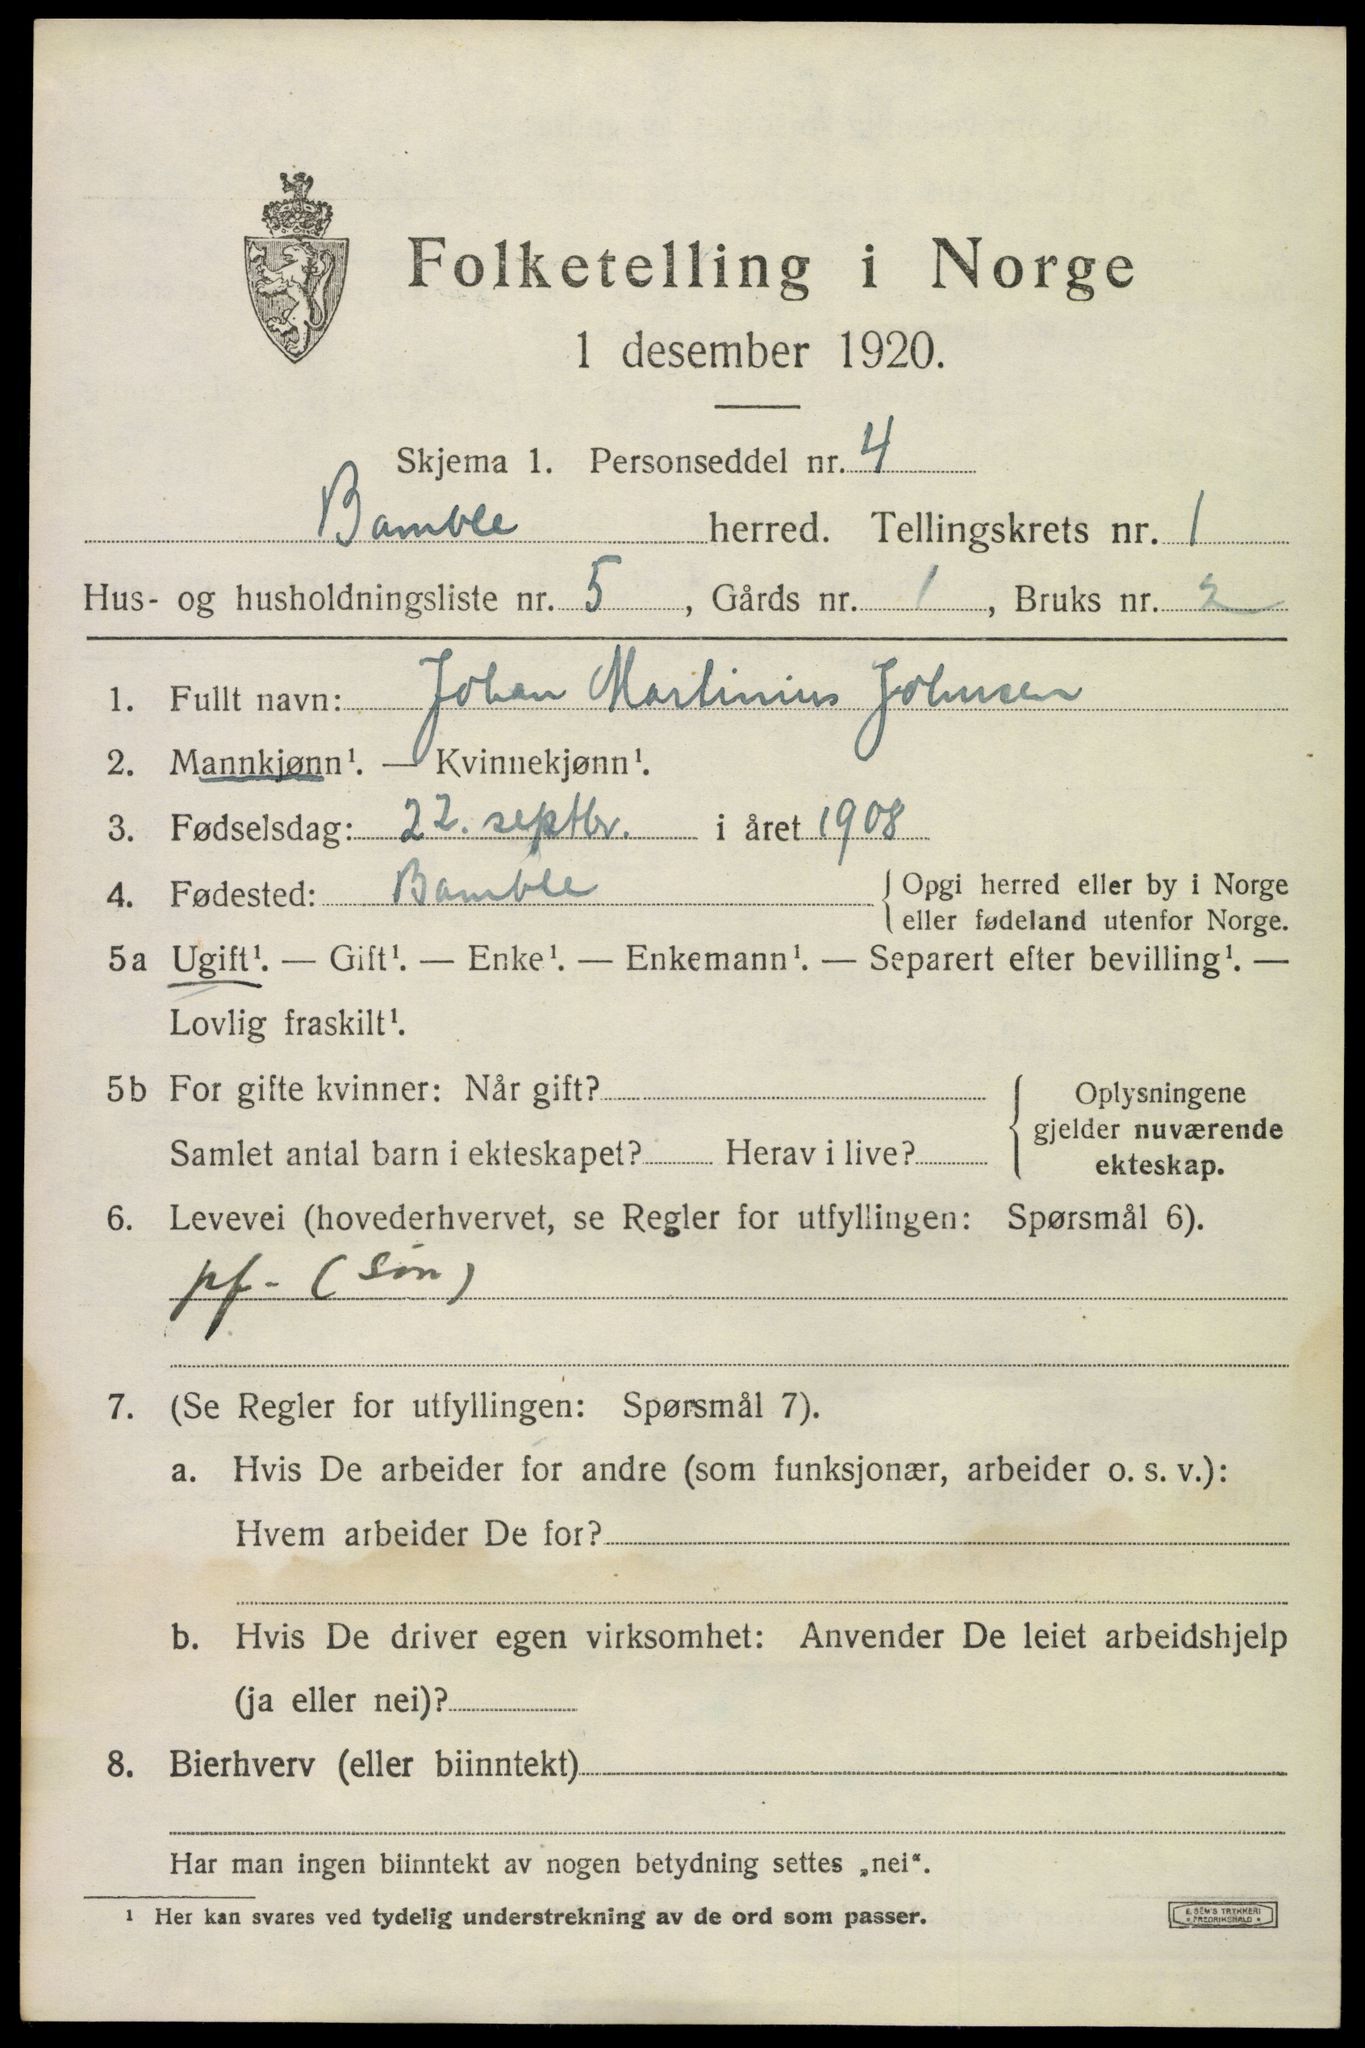 Folketelling i Norge
1 desember 1920.
Skjema 1. Personseddel nr. 4
Bamble herred. Tellingskrets nr. 1
Hus- og husholdningsliste nr. 5, Gårds nr. 1, Bruks nr. 2
1. Fullt navn: Johan Martinius Johnsen
2. Mannkjønn¹. — Kvinnekjønn¹.
3. Fødselsdag: 22. septbr. i året 1908
4. Fødested: Bamble { Opgi herred eller by i Norge
eller fødeland utenfor Norge.
5a Ugift¹. — Gift¹. — Enke¹. — Enkemann¹. — Separert efter bevilling¹. —
Lovlig fraskilt¹.
5b For gifte kvinner: Når gift?
Samlet antal barn i ekteskapet? Herav i live?
Oplysningene
gjelder nuværende
ekteskap.
6. Levevei (hovederhvervet, se Regler for utfyllingen: Spørsmål 6).
pf- (søn)
7. (Se Regler for utfyllingen: Spørsmål 7).
a. Hvis De arbeider for andre (som funksjonær, arbeider o. s. v.):
Hvem arbeider De for?
b. Hvis De driver egen virksomhet: Anvender De leiet arbeidshjelp
(ja eller nei)?
8. Bierhverv (eller biinntekt)
Har man ingen biinntekt av nogen betydning settes „nei“.
¹ Her kan svares ved tydelig understrekning av de ord som passer.
E. SEM'S TRYKKERI
FREDRIKSHALD